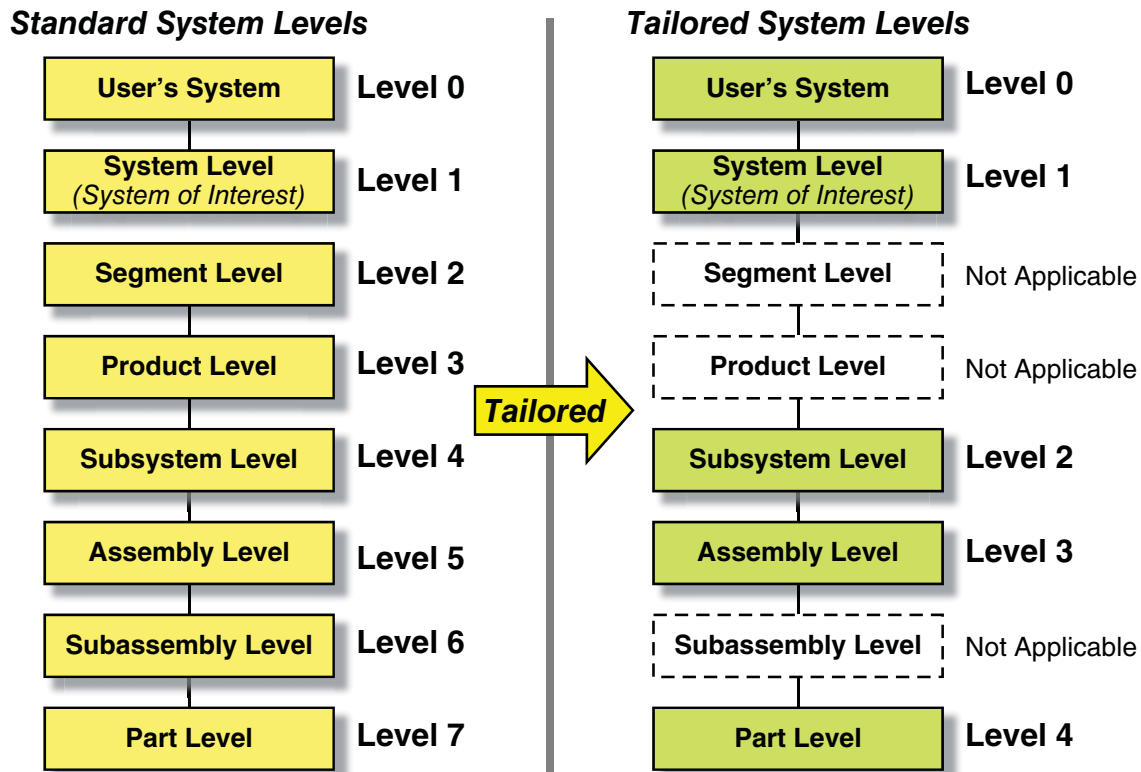 Standard System Levels
User's System
Level 0
System Level
(System of Interest)
Level 1
Segment Level
Level 2
Product Level
Level 3
Subsystem Level
Level 4
Assembly Level
Level 5
Subassembly Level
Level 6
Part Level
Level 7
Tailored
Tailored System Levels
User's System
Level 0
System Level
(System of Interest)
Level 1
Segment Level
Not Applicable
Product Level
Not Applicable
Subsystem Level
Level 2
Assembly Level
Level 3
Subassembly Level
Not Applicable
Part Level
Level 4